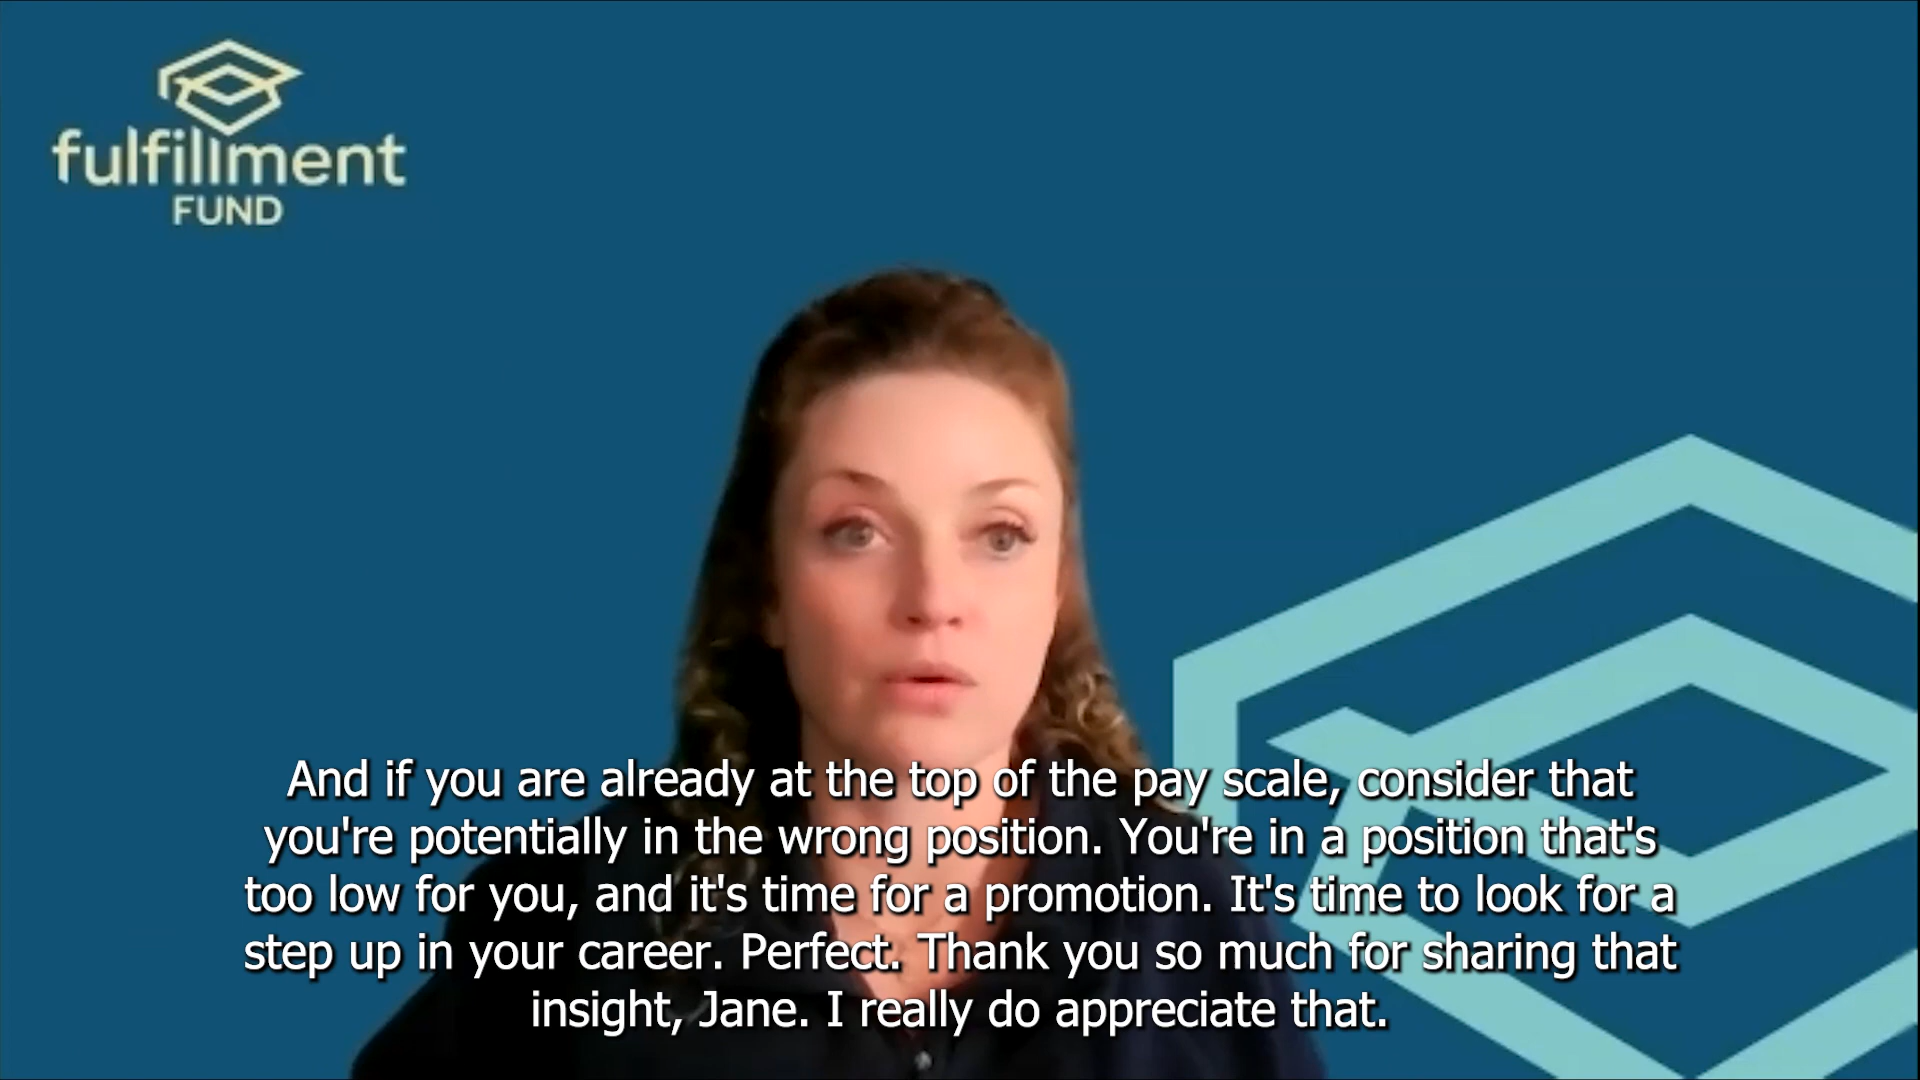 fulfillment
FUND
And if you are already at the top of the pay scale, consider that
you're potentially in the wrong position. You're in a position that's
too low for you, and it's time for a promotion. It's time to look for a
step up in your career. Perfect. Thank you so much for sharing that
insight, Jane. I really do appreciate that.